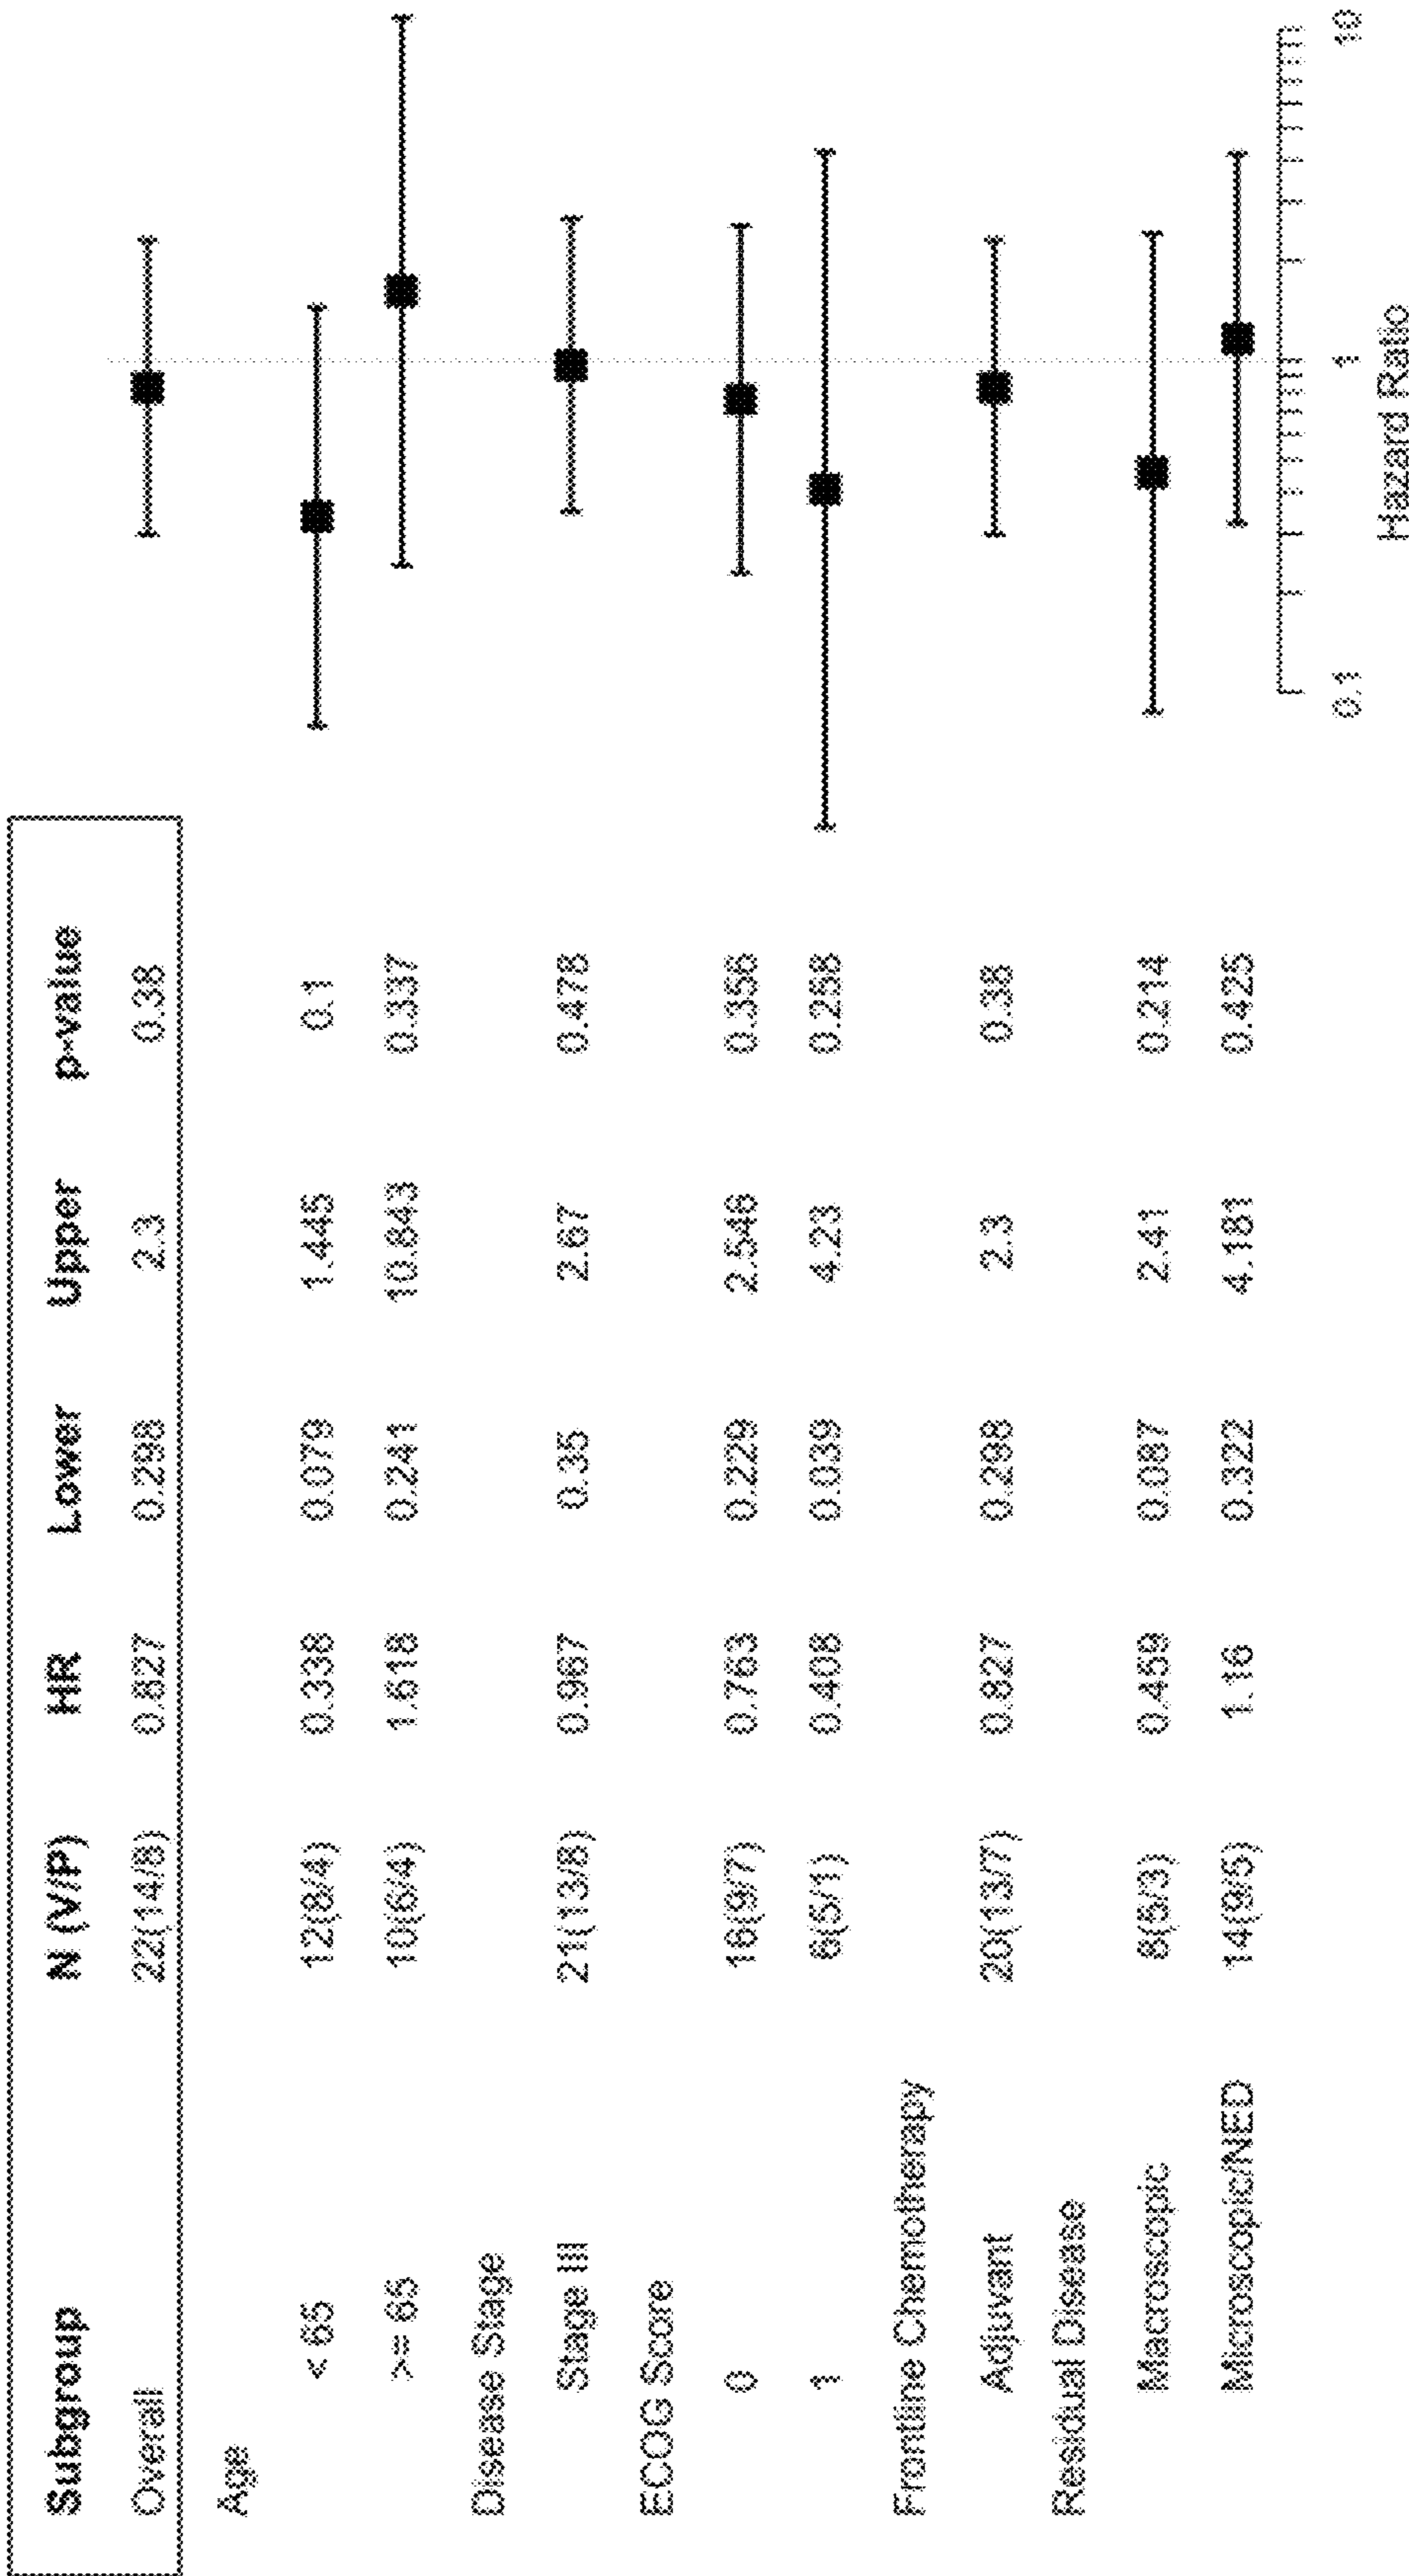 Subgroup N (V/P) HR Lower Upper p-value
Overall 22(14/8) 0.827 0.298 2.3 0.38
Age
< 65 12(8/4) 0.338 0.079 1.445 0.1
>= 65 10(6/4) 1.618 0.241 10.843 0.337
Disease Stage
Stage III 21(13/8) 0.967 0.35 2.67 0.478
ECOG Score
0 16(9/7) 0.763 0.229 2.546 0.356
1 6(5/1) 0.408 0.039 4.23 0.258
Frontline Chemotherapy
Adjuvant 20(13/7) 0.827 0.298 2.3 0.38
Residual Disease
Macroscopic 8(5/3) 0.459 0.087 2.41 0.214
Microscopic/NED 14(9/5) 1.16 0.322 4.181 0.425
0.1 1 10
Hazard Ratio